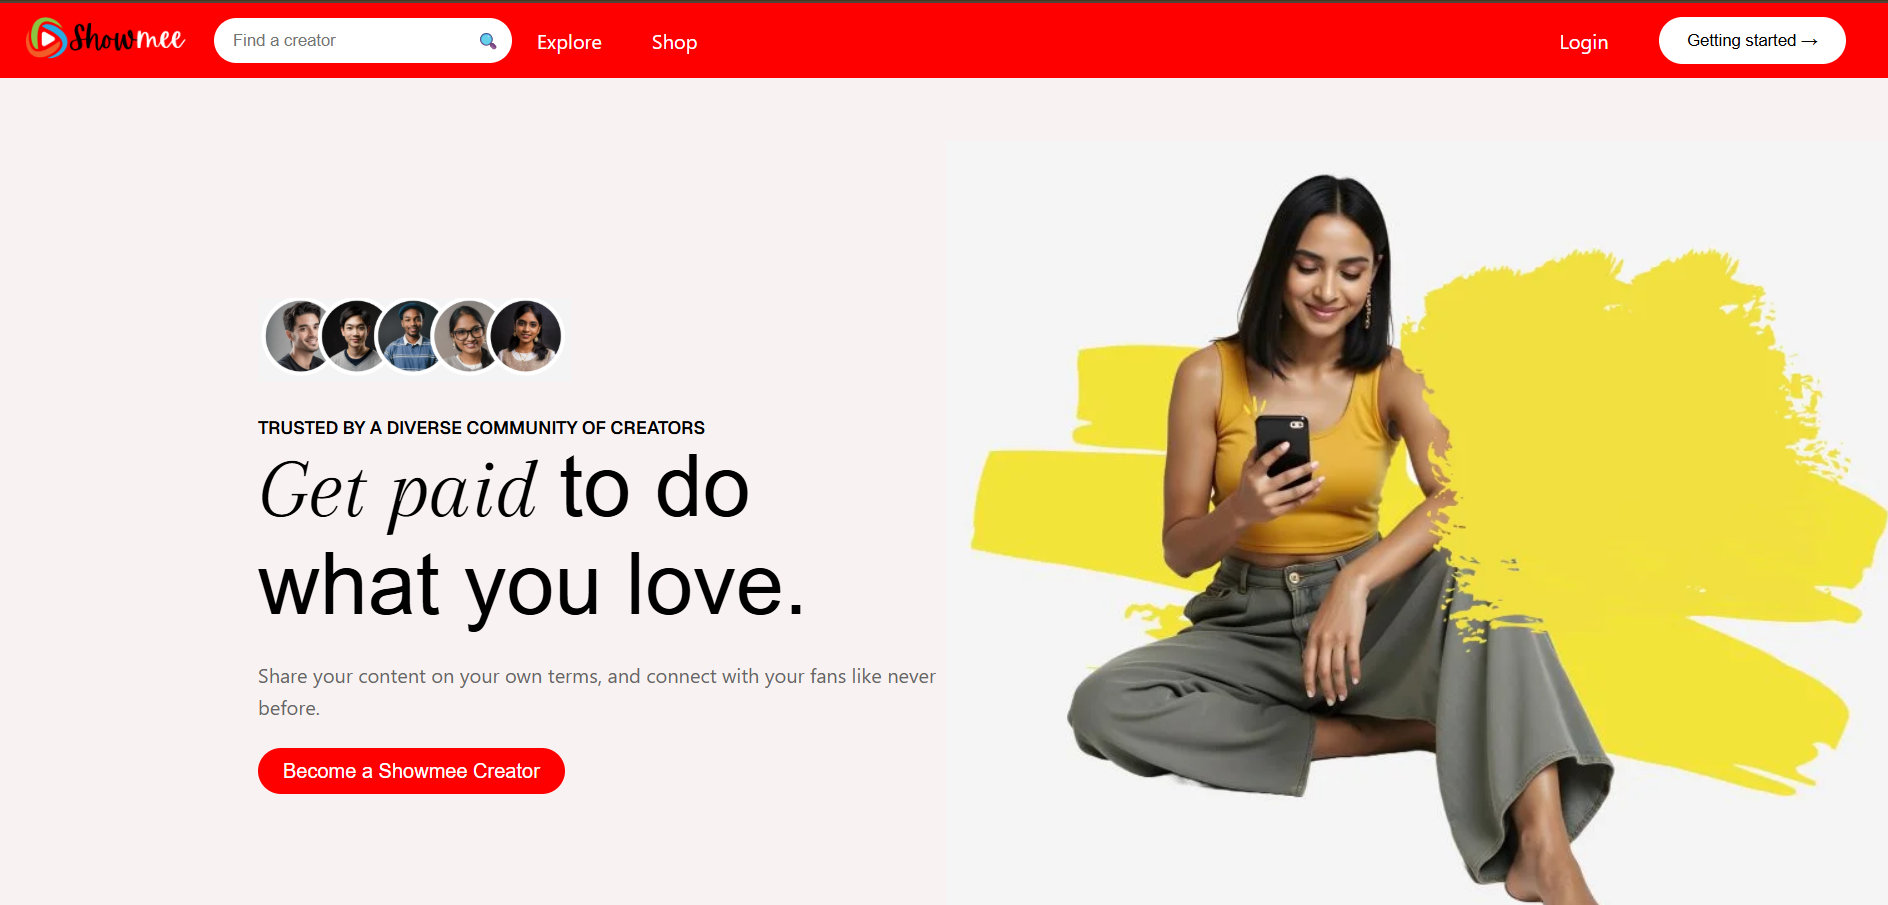 Showmee
Find a creator
Explore
Shop
Login
Getting started →
TRUSTED BY A DIVERSE COMMUNITY OF CREATORS
Get paid to do
what you love.
Share your content on your own terms, and connect with your fans like never
before.
Become a Showmee Creator